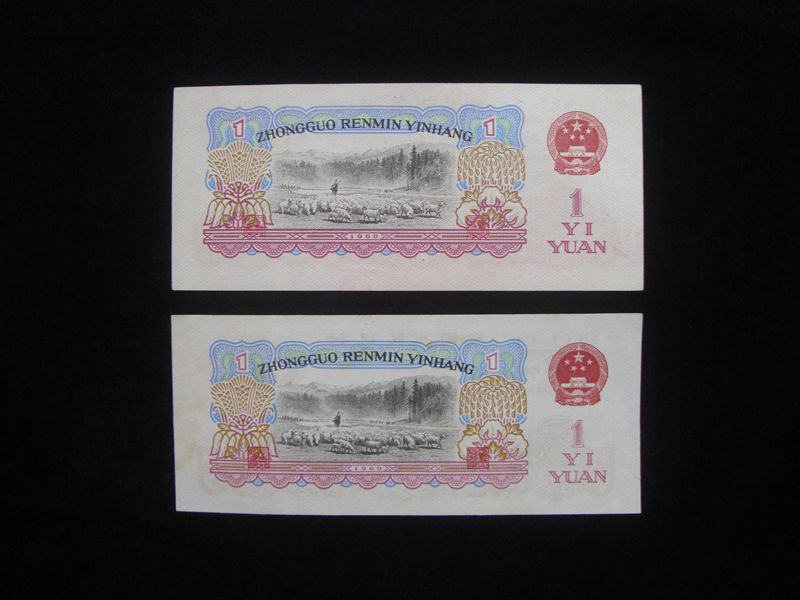 1 ZHONGGUO RENMIN YINHANG 1
1960
1
YI
YUAN
1 ZHONGGUO RENMIN YINHANG 1
1960
1
YI
YUAN